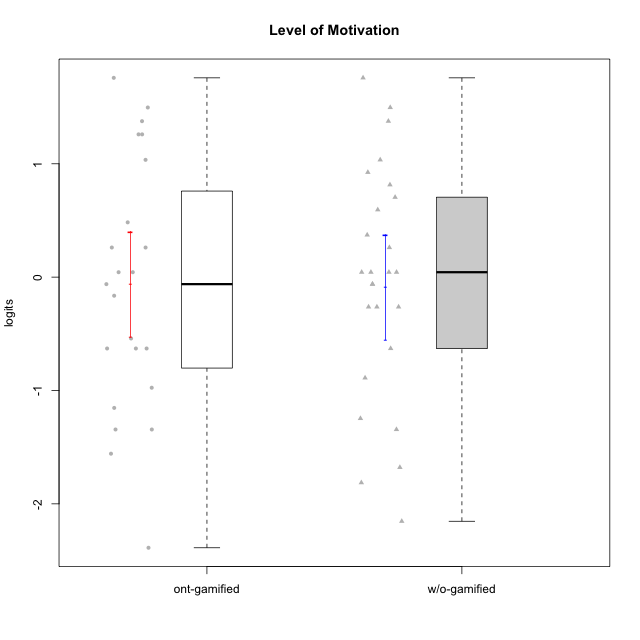 Level of Motivation
logits
1
0
-1
-2
ont-gamified
w/o-gamified